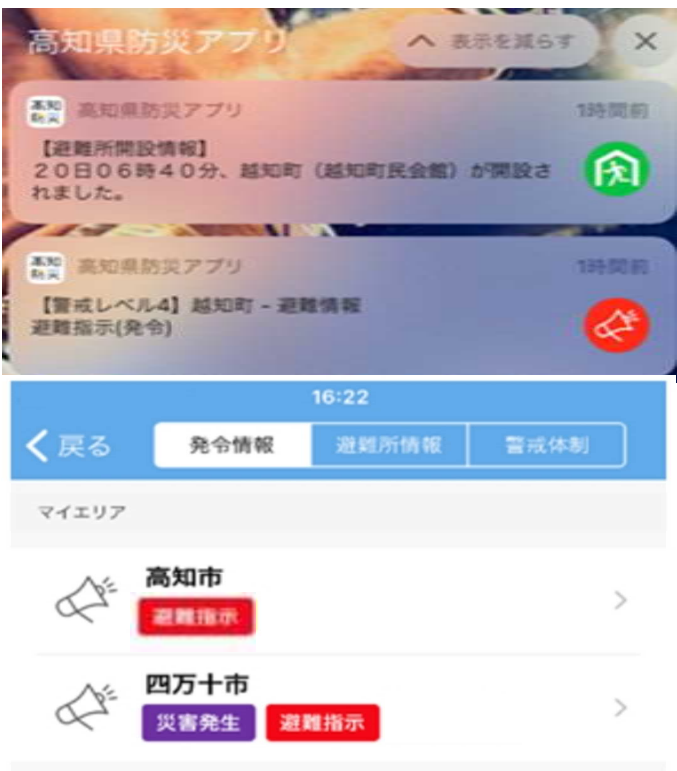 高知県防災アプリ
表示を減らす
高知
防災
高知県防災アプリ
1時間前
【避難所開設情報】
20日06時40分、越知町（越知町民会館）が開設さ
れました。
高知
防災
高知県防災アプリ
1時間前
【警戒レベル4】越知町 - 避難情報
避難指示(発令)
16:22
戻る
発令情報
避難所情報
警戒体制
マイエリア
高知市
避難指示
四万十市
災害発生
避難指示